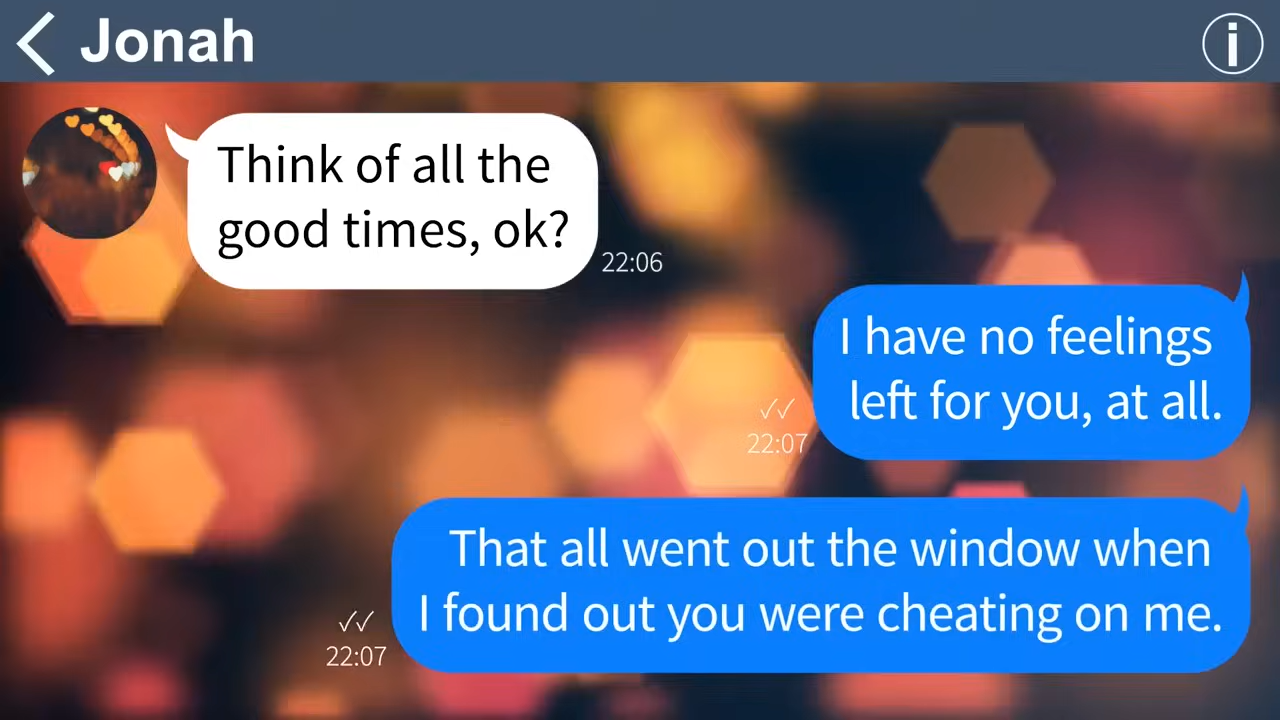 Jonah
i
Think of all the
good times, ok?
22:06
I have no feelings
left for you, at all.
22:07
That all went out the window when
I found out you were cheating on me.
22:07